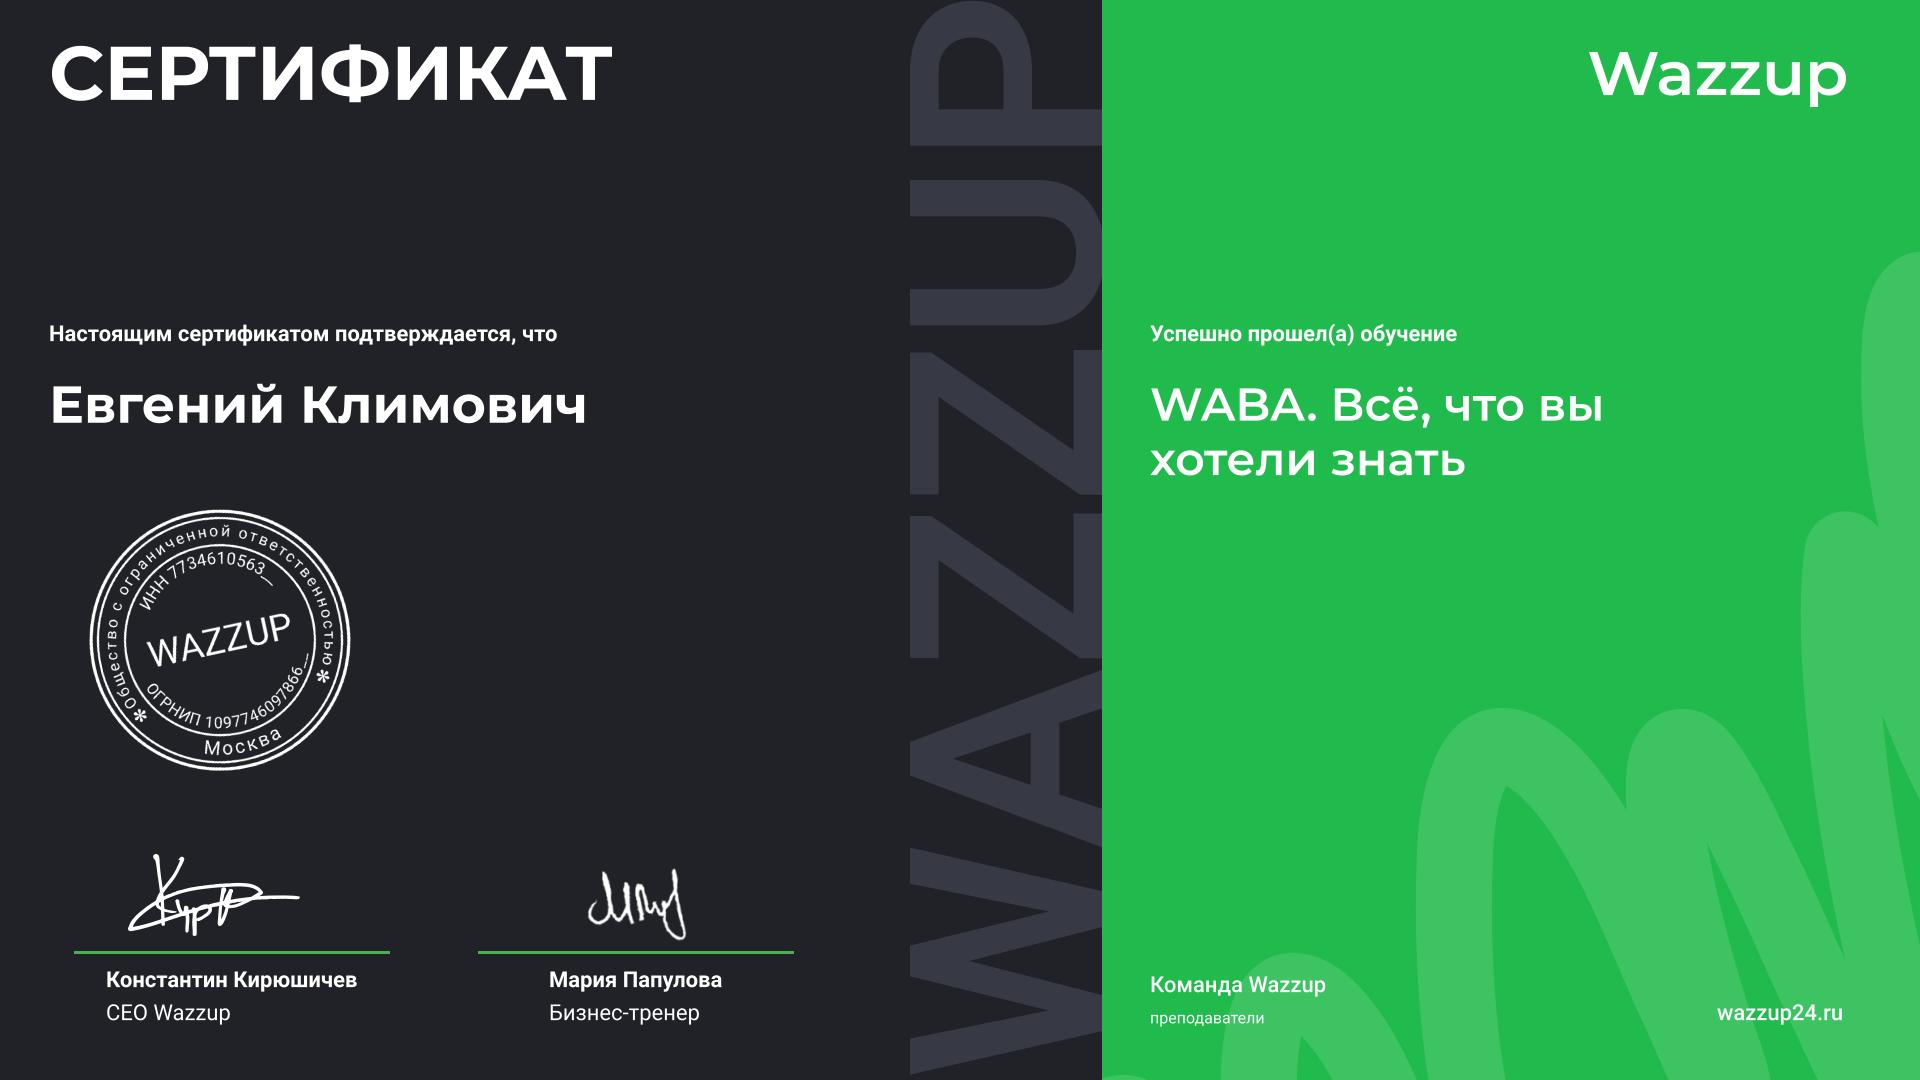 СЕРТИФИКАТ
Настоящим сертификатом подтверждается, что
Евгений Климович
Общество с ограниченной ответственностью
ИНН 7734610563__
WAZZUP
ОГРНИП 1097746097866__
Москва
Константин Кирюшичев
CEO Wazzup
Мария Папулова
Бизнес-тренер
WAZZUP
Wazzup
Успешно прошел(а) обучение
WABA. Всё, что вы
хотели знать
Команда Wazzup
преподаватели
wazzup24.ru